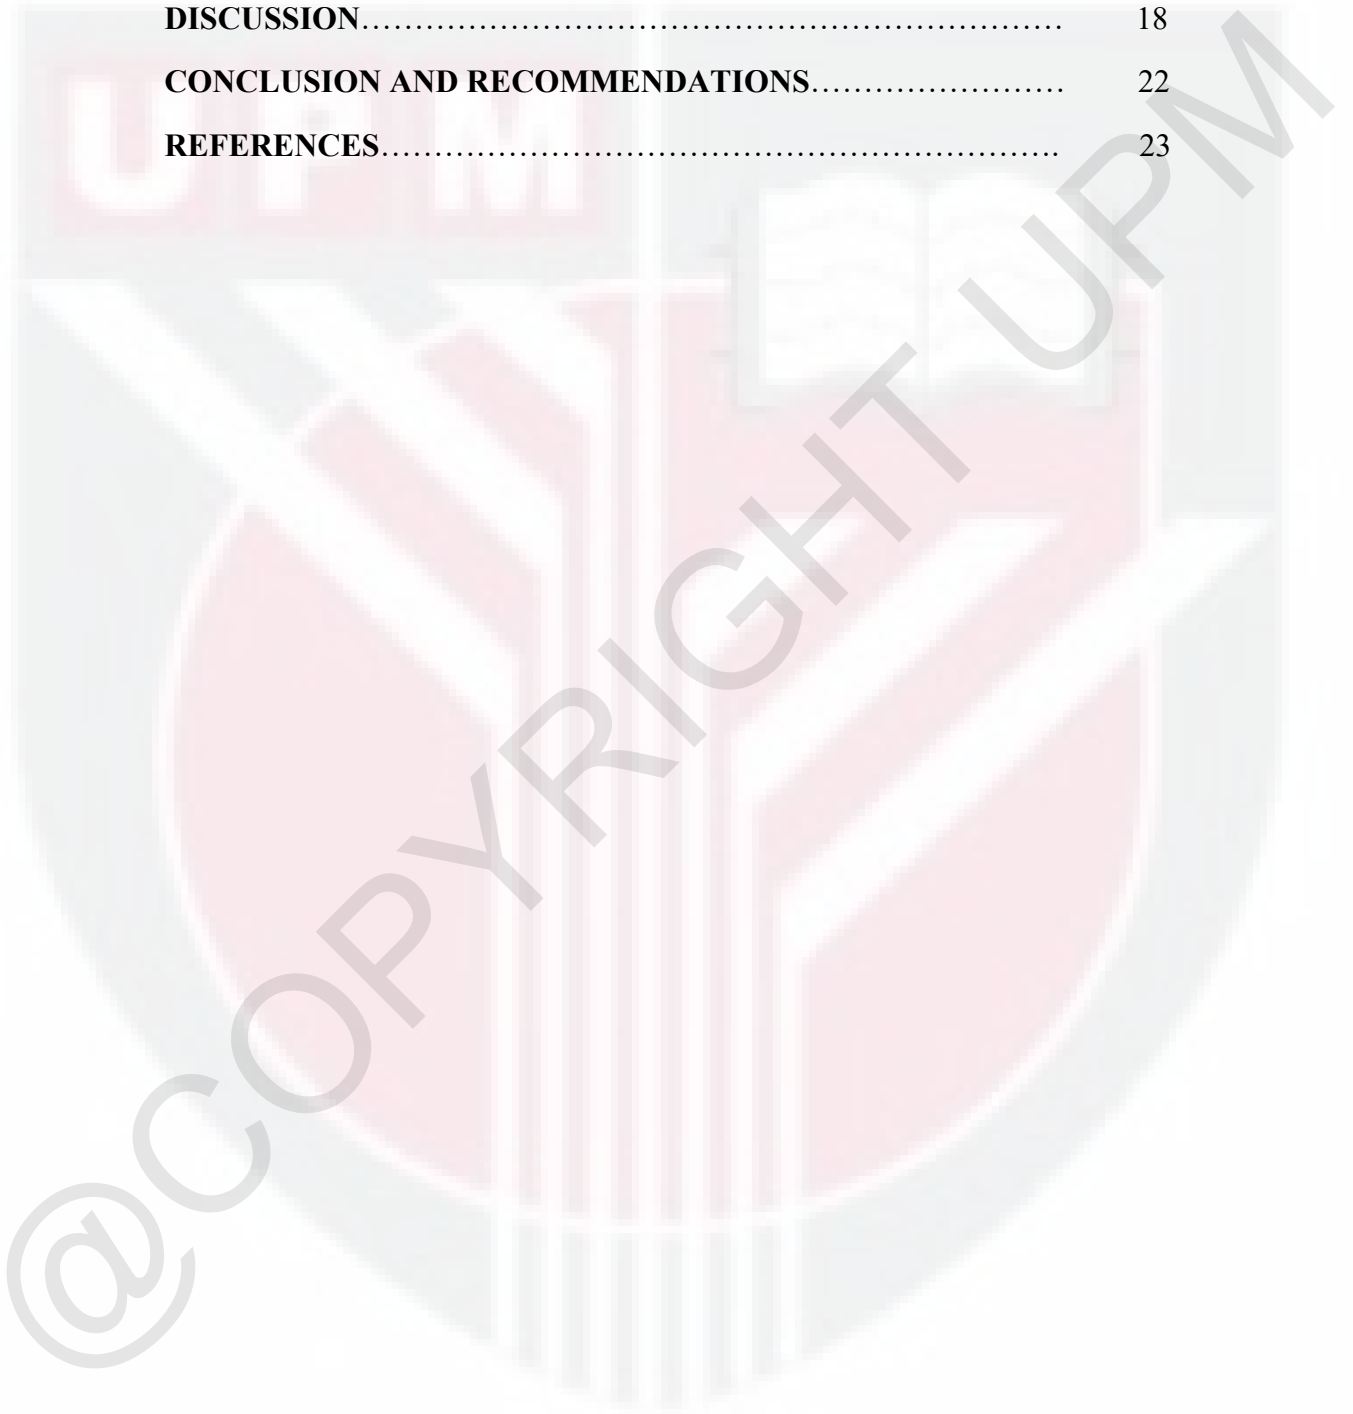 DISCUSSION………………………………………………………… 18
CONCLUSION AND RECOMMENDATIONS…………………… 22
REFERENCES………………………………………………………. 23
UPM
@COPYRIGHT UPM